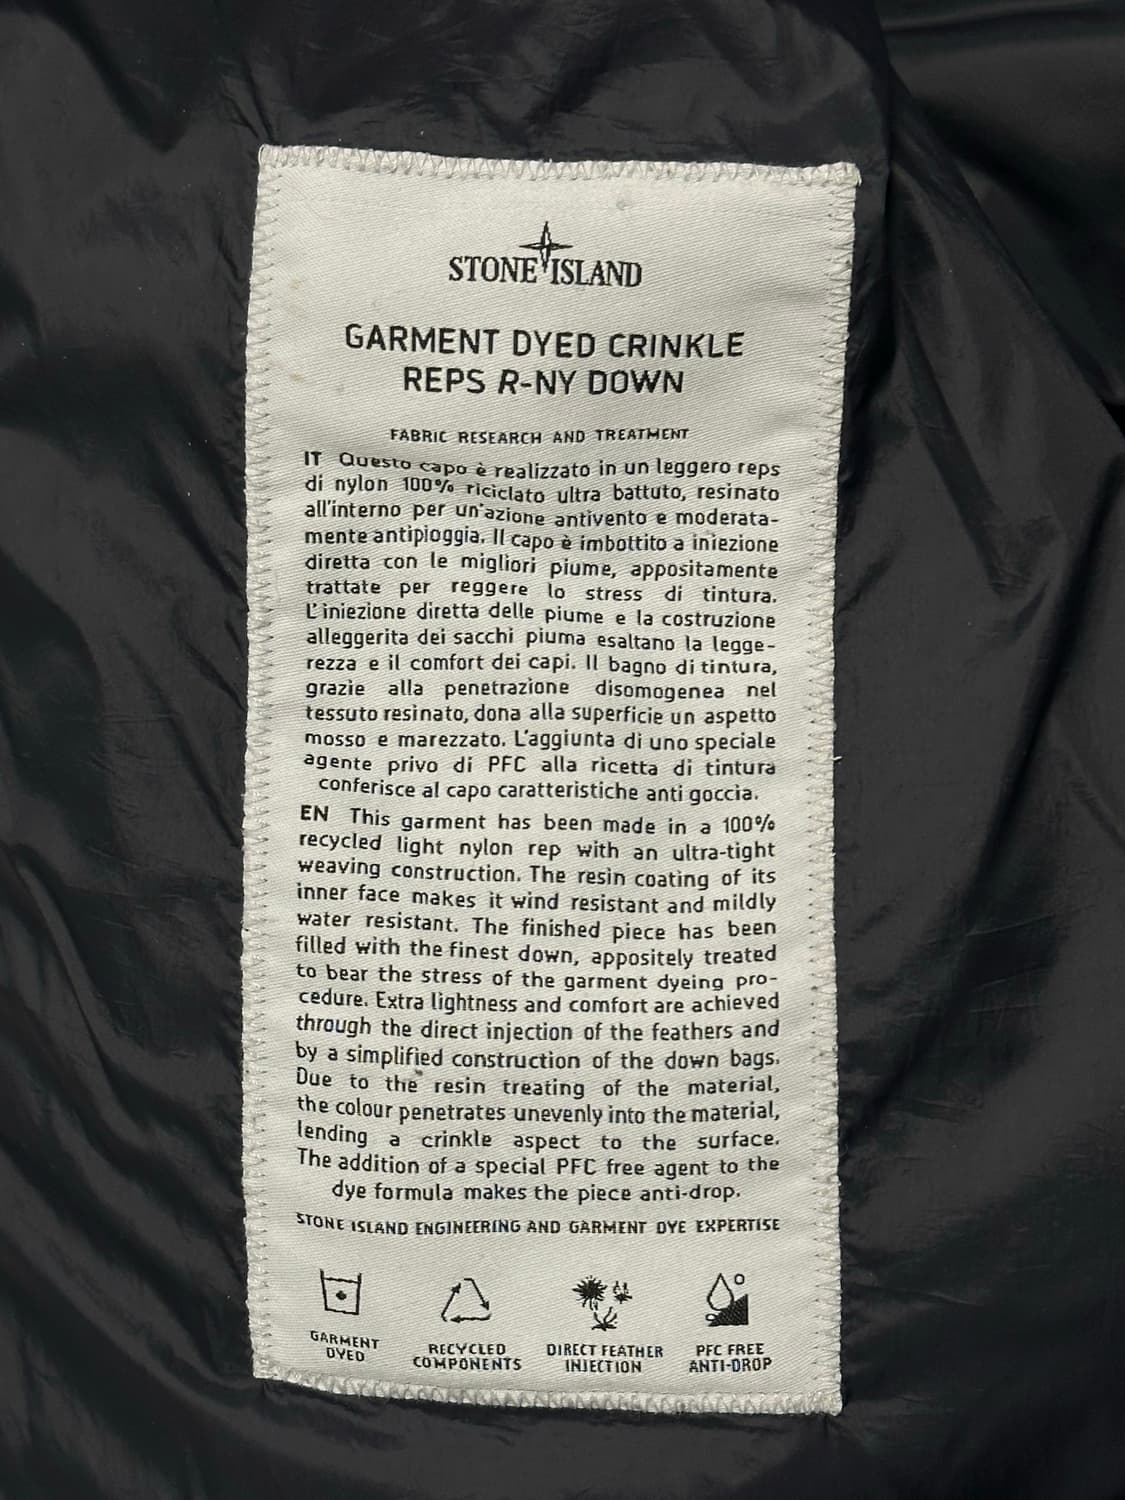 STONE ISLAND
GARMENT DYED CRINKLE
REPS R-NY DOWN
FABRIC RESEARCH AND TREATMENT
IT Questo capo è realizzato in un leggero reps
di nylon 100% riciclato ultra battuto, resinato
all'interno per un'azione antivento e moderata-
mente antipioggia. Il capo è imbottito a iniezione
diretta con le migliori piume, appositamente
trattate per reggere lo stress di tintura.
L'iniezione diretta delle piume e la costruzione
alleggerita dei sacchi piuma esaltano la legge-
rezza e il comfort dei capi. Il bagno di tintura,
grazie alla penetrazione disomogenea nel
tessuto resinato, dona alla superficie un aspetto
mosso e marezzato. L'aggiunta di uno speciale
agente privo di PFC alla ricetta di tintura
conferisce al capo caratteristiche anti goccia.
EN This garment has been made in a 100%
recycled light nylon rep with an ultra-tight
weaving construction. The resin coating of its
inner face makes it wind resistant and mildly
water resistant. The finished piece has been
filled with the finest down, appositely treated
to bear the stress of the garment dyeing pro-
cedure. Extra lightness and comfort are achieved
through the direct injection of the feathers and
by a simplified construction of the down bags.
Due to the resin treating of the material,
the colour penetrates unevenly into the material,
lending a crinkle aspect to the surface.
The addition of a special PFC free agent to the
dye formula makes the piece anti-drop.
STONE ISLAND ENGINEERING AND GARMENT DYE EXPERTISE
GARMENT
DYED
RECYCLED
COMPONENTS
DIRECT FEATHER
INJECTION
PFC FREE
ANTI-DROP